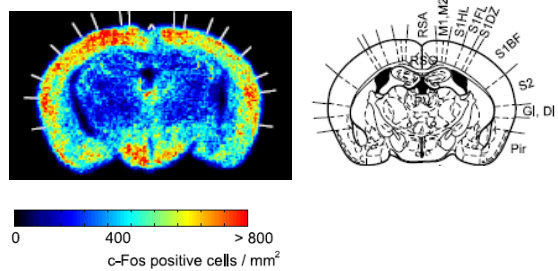 RSA
M1,M2
S1HL
S1FL
S1DZ
S1BF
RSG
S2
GI, DI
Pir
0 400 > 800
c-Fos positive cells / mm²